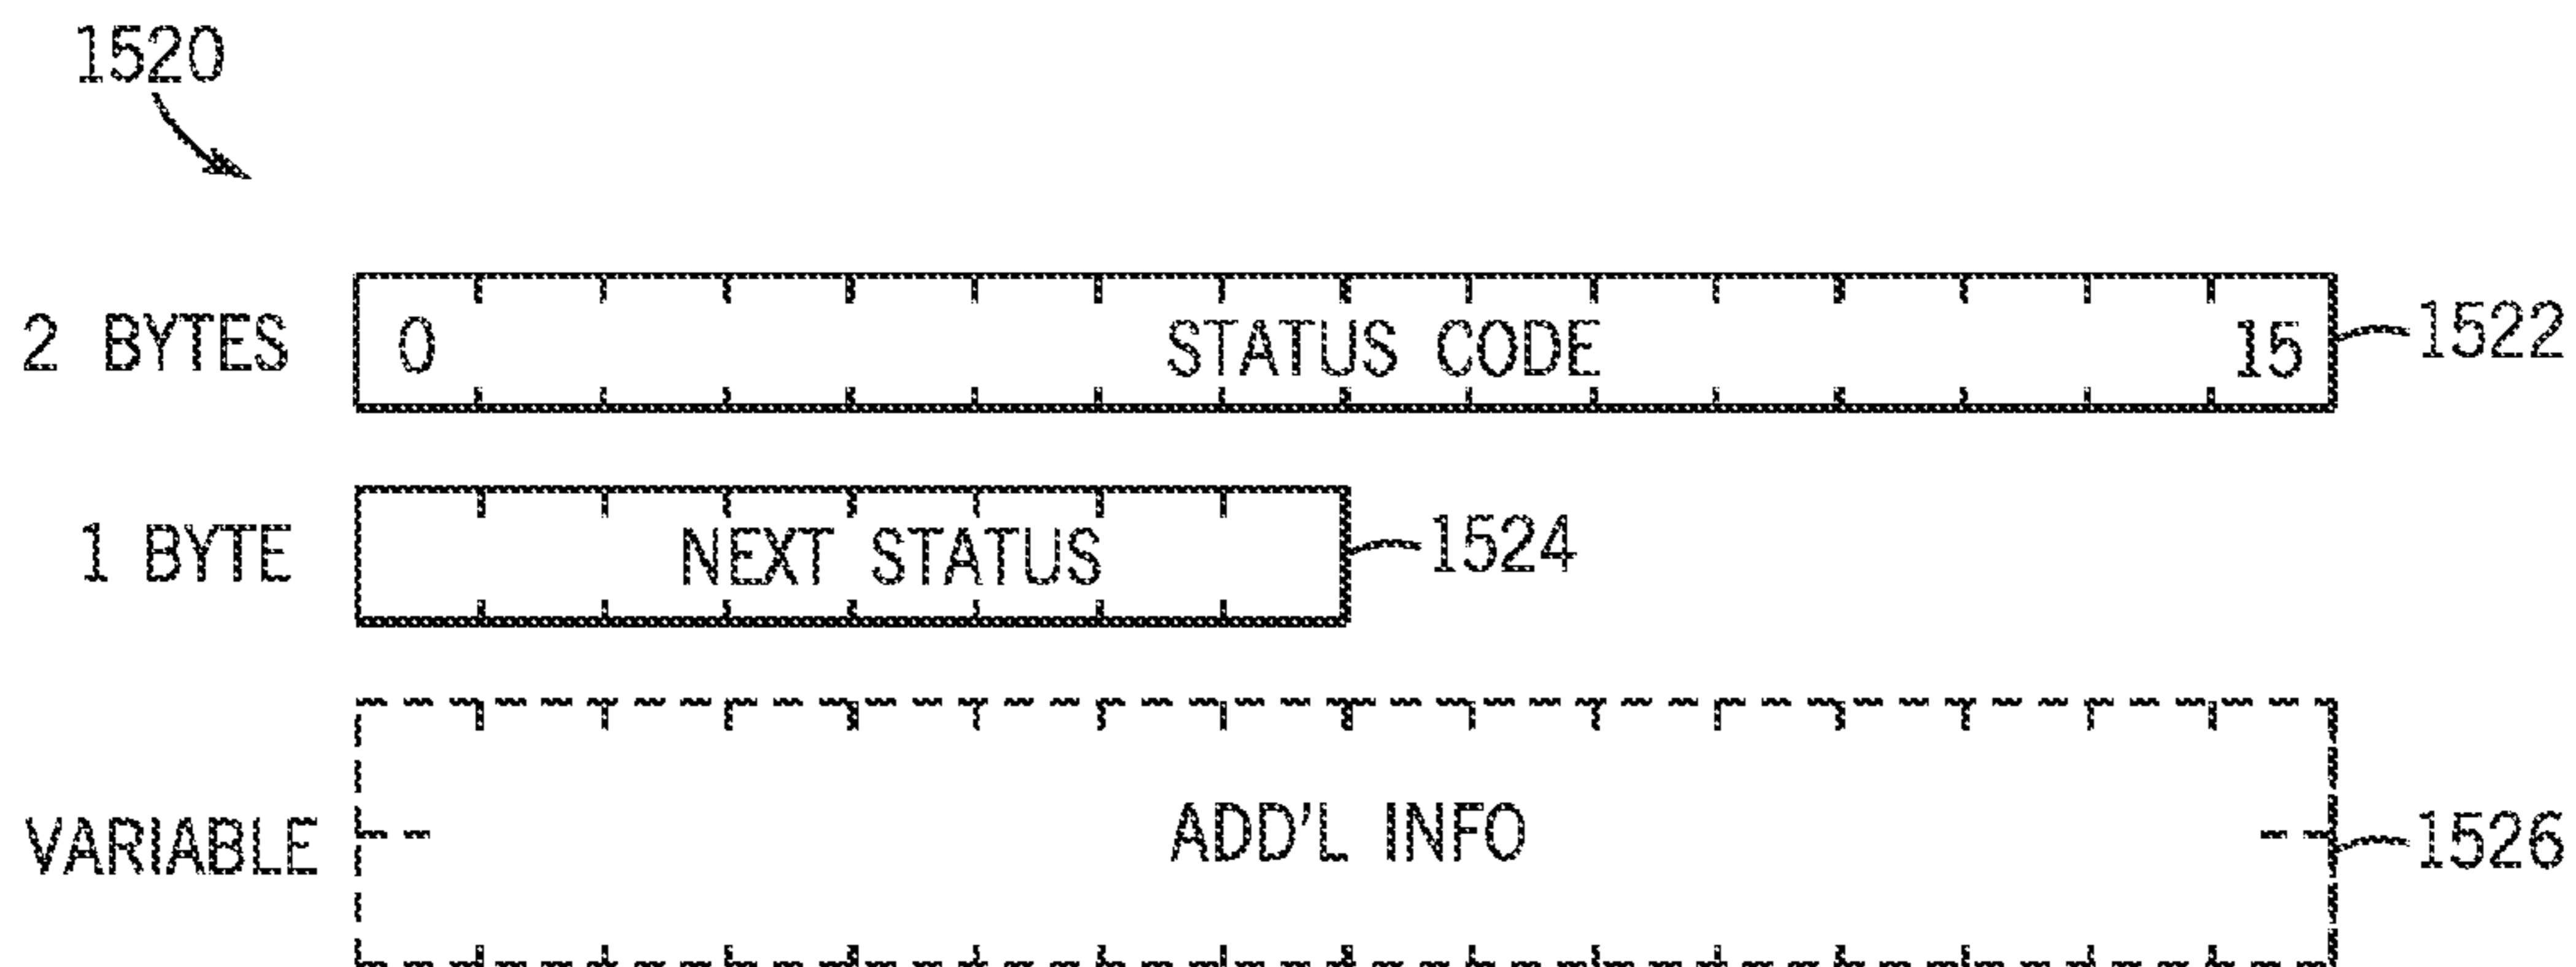 1520
2 BYTES 0 STATUS CODE 15 1522
1 BYTE NEXT STATUS 1524
VARIABLE ADD'L INFO 1526